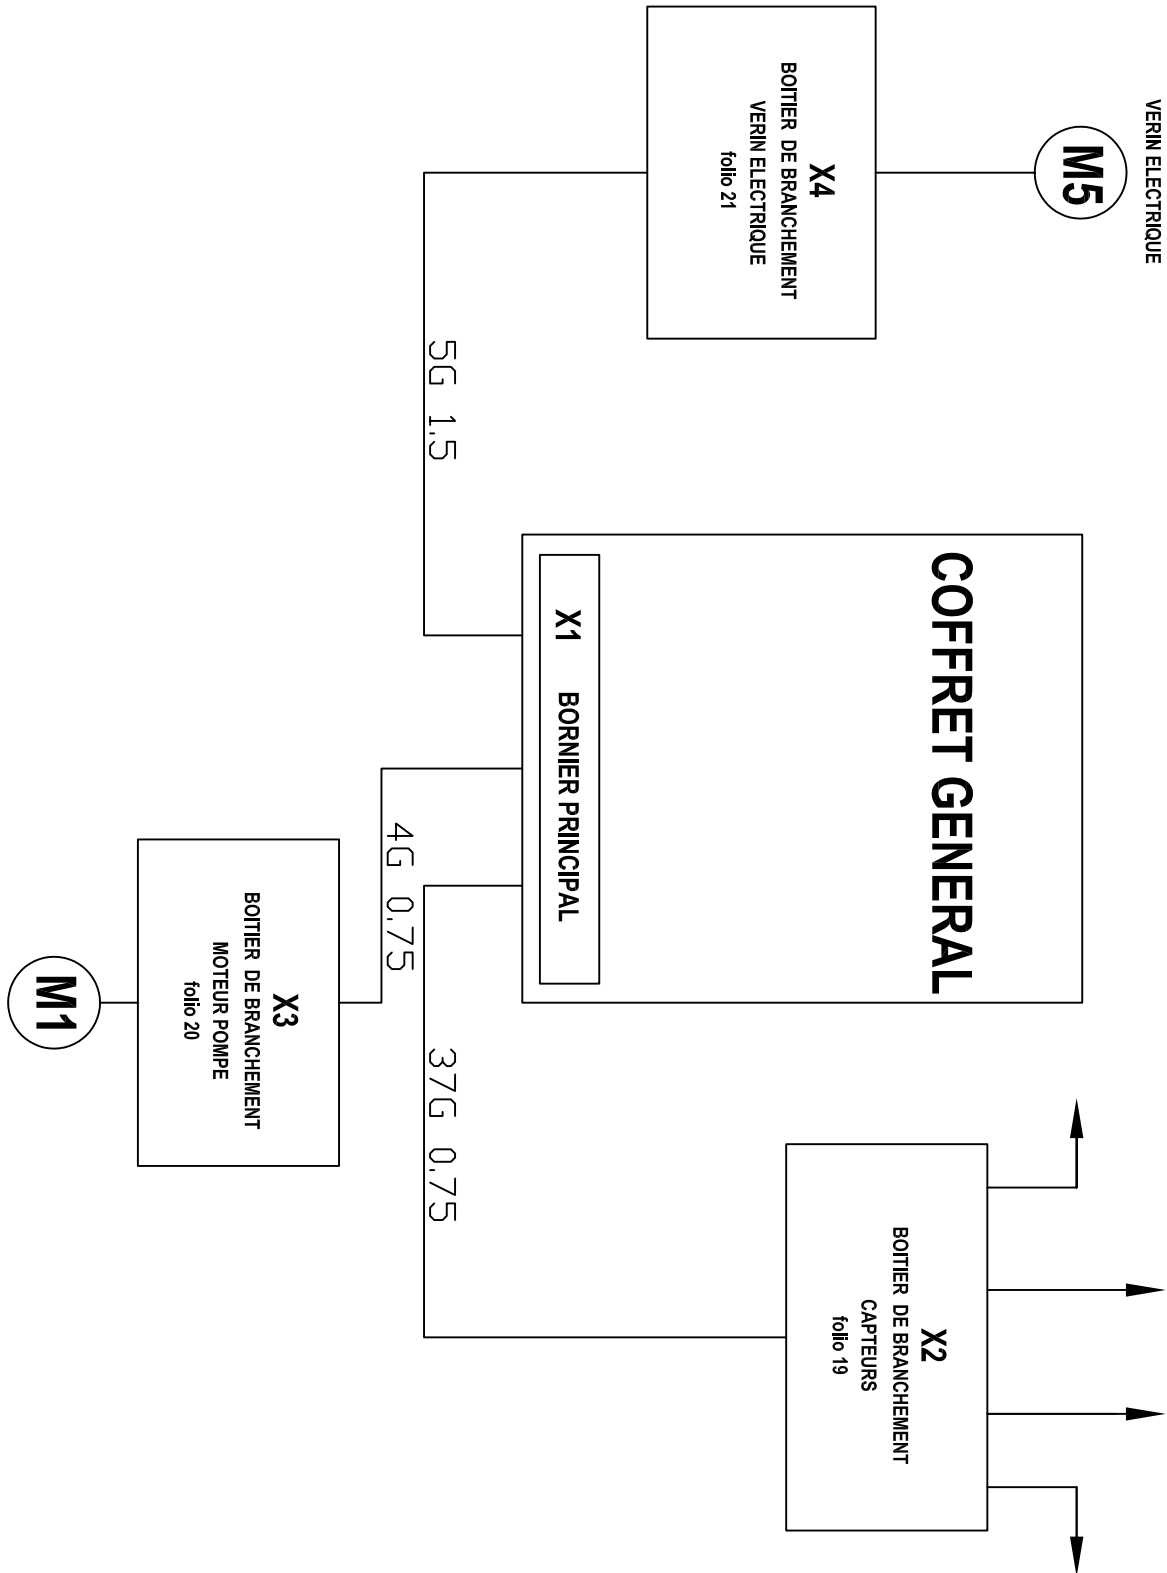 VERIN ELECTRIQUE
M5
X4
BOITIER DE BRANCHEMENT
VERIN ELECTRIQUE
folio 21
5G 1.5
COFFRET GENERAL
X1 BORNIER PRINCIPAL
4G 0.75
37G 0.75
X3
BOITIER DE BRANCHEMENT
MOTEUR POMPE
folio 20
M1
X2
BOITIER DE BRANCHEMENT
CAPTEURS
folio 19